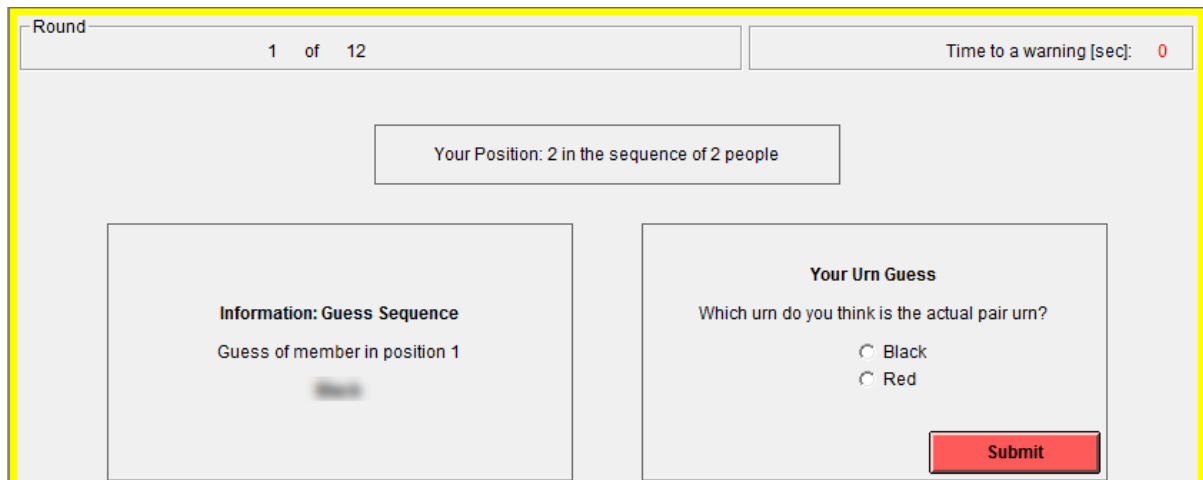 Round
1 of 12
Time to a warning [sec]: 0
Your Position: 2 in the sequence of 2 people
Information: Guess Sequence
Guess of member in position 1
Your Urn Guess
Which urn do you think is the actual pair urn?
Black
Red
Submit